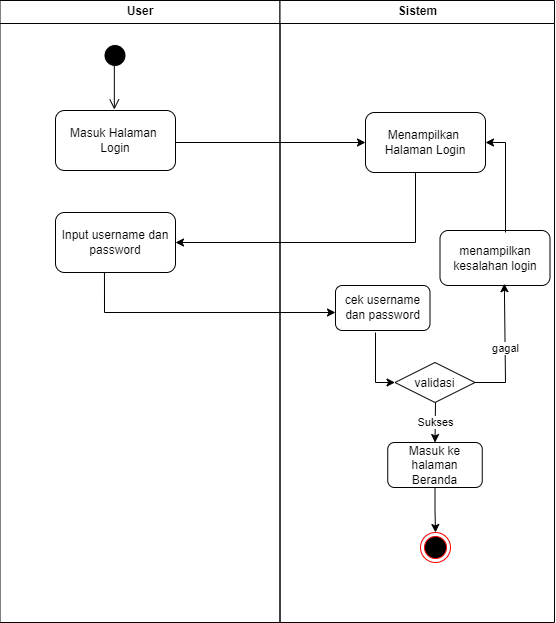 User
Sistem
Masuk Halaman
Login
Menampilkan
Halaman Login
Input username dan
password
menampilkan
kesalahan login
cek username
dan password
gagal
validasi
Sukses
Masuk ke
halaman
Beranda